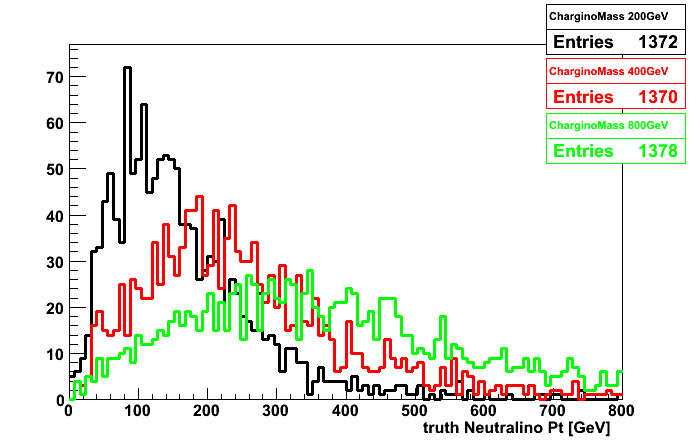 CharginoMass 200GeV
Entries 1372
CharginoMass 400GeV
Entries 1370
CharginoMass 800GeV
Entries 1378
70
60
50
40
30
20
10
0
0 100 200 300 400 500 600 700 800
truth Neutralino Pt [GeV]